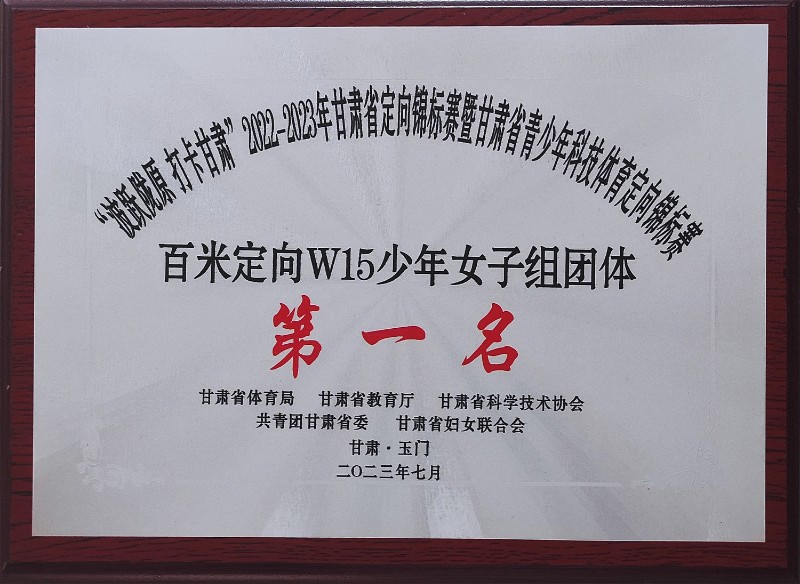 “波跃陇原 打卡甘肃”2022-2023年甘肃省定向锦标赛暨甘肃省青少年科技体育定向锦标赛
百米定向W15少年女子组团体
第一名
甘肃省体育局 甘肃省教育厅 甘肃省科学技术协会
共青团甘肃省委 甘肃省妇女联合会
甘肃·玉门
二〇二三年七月